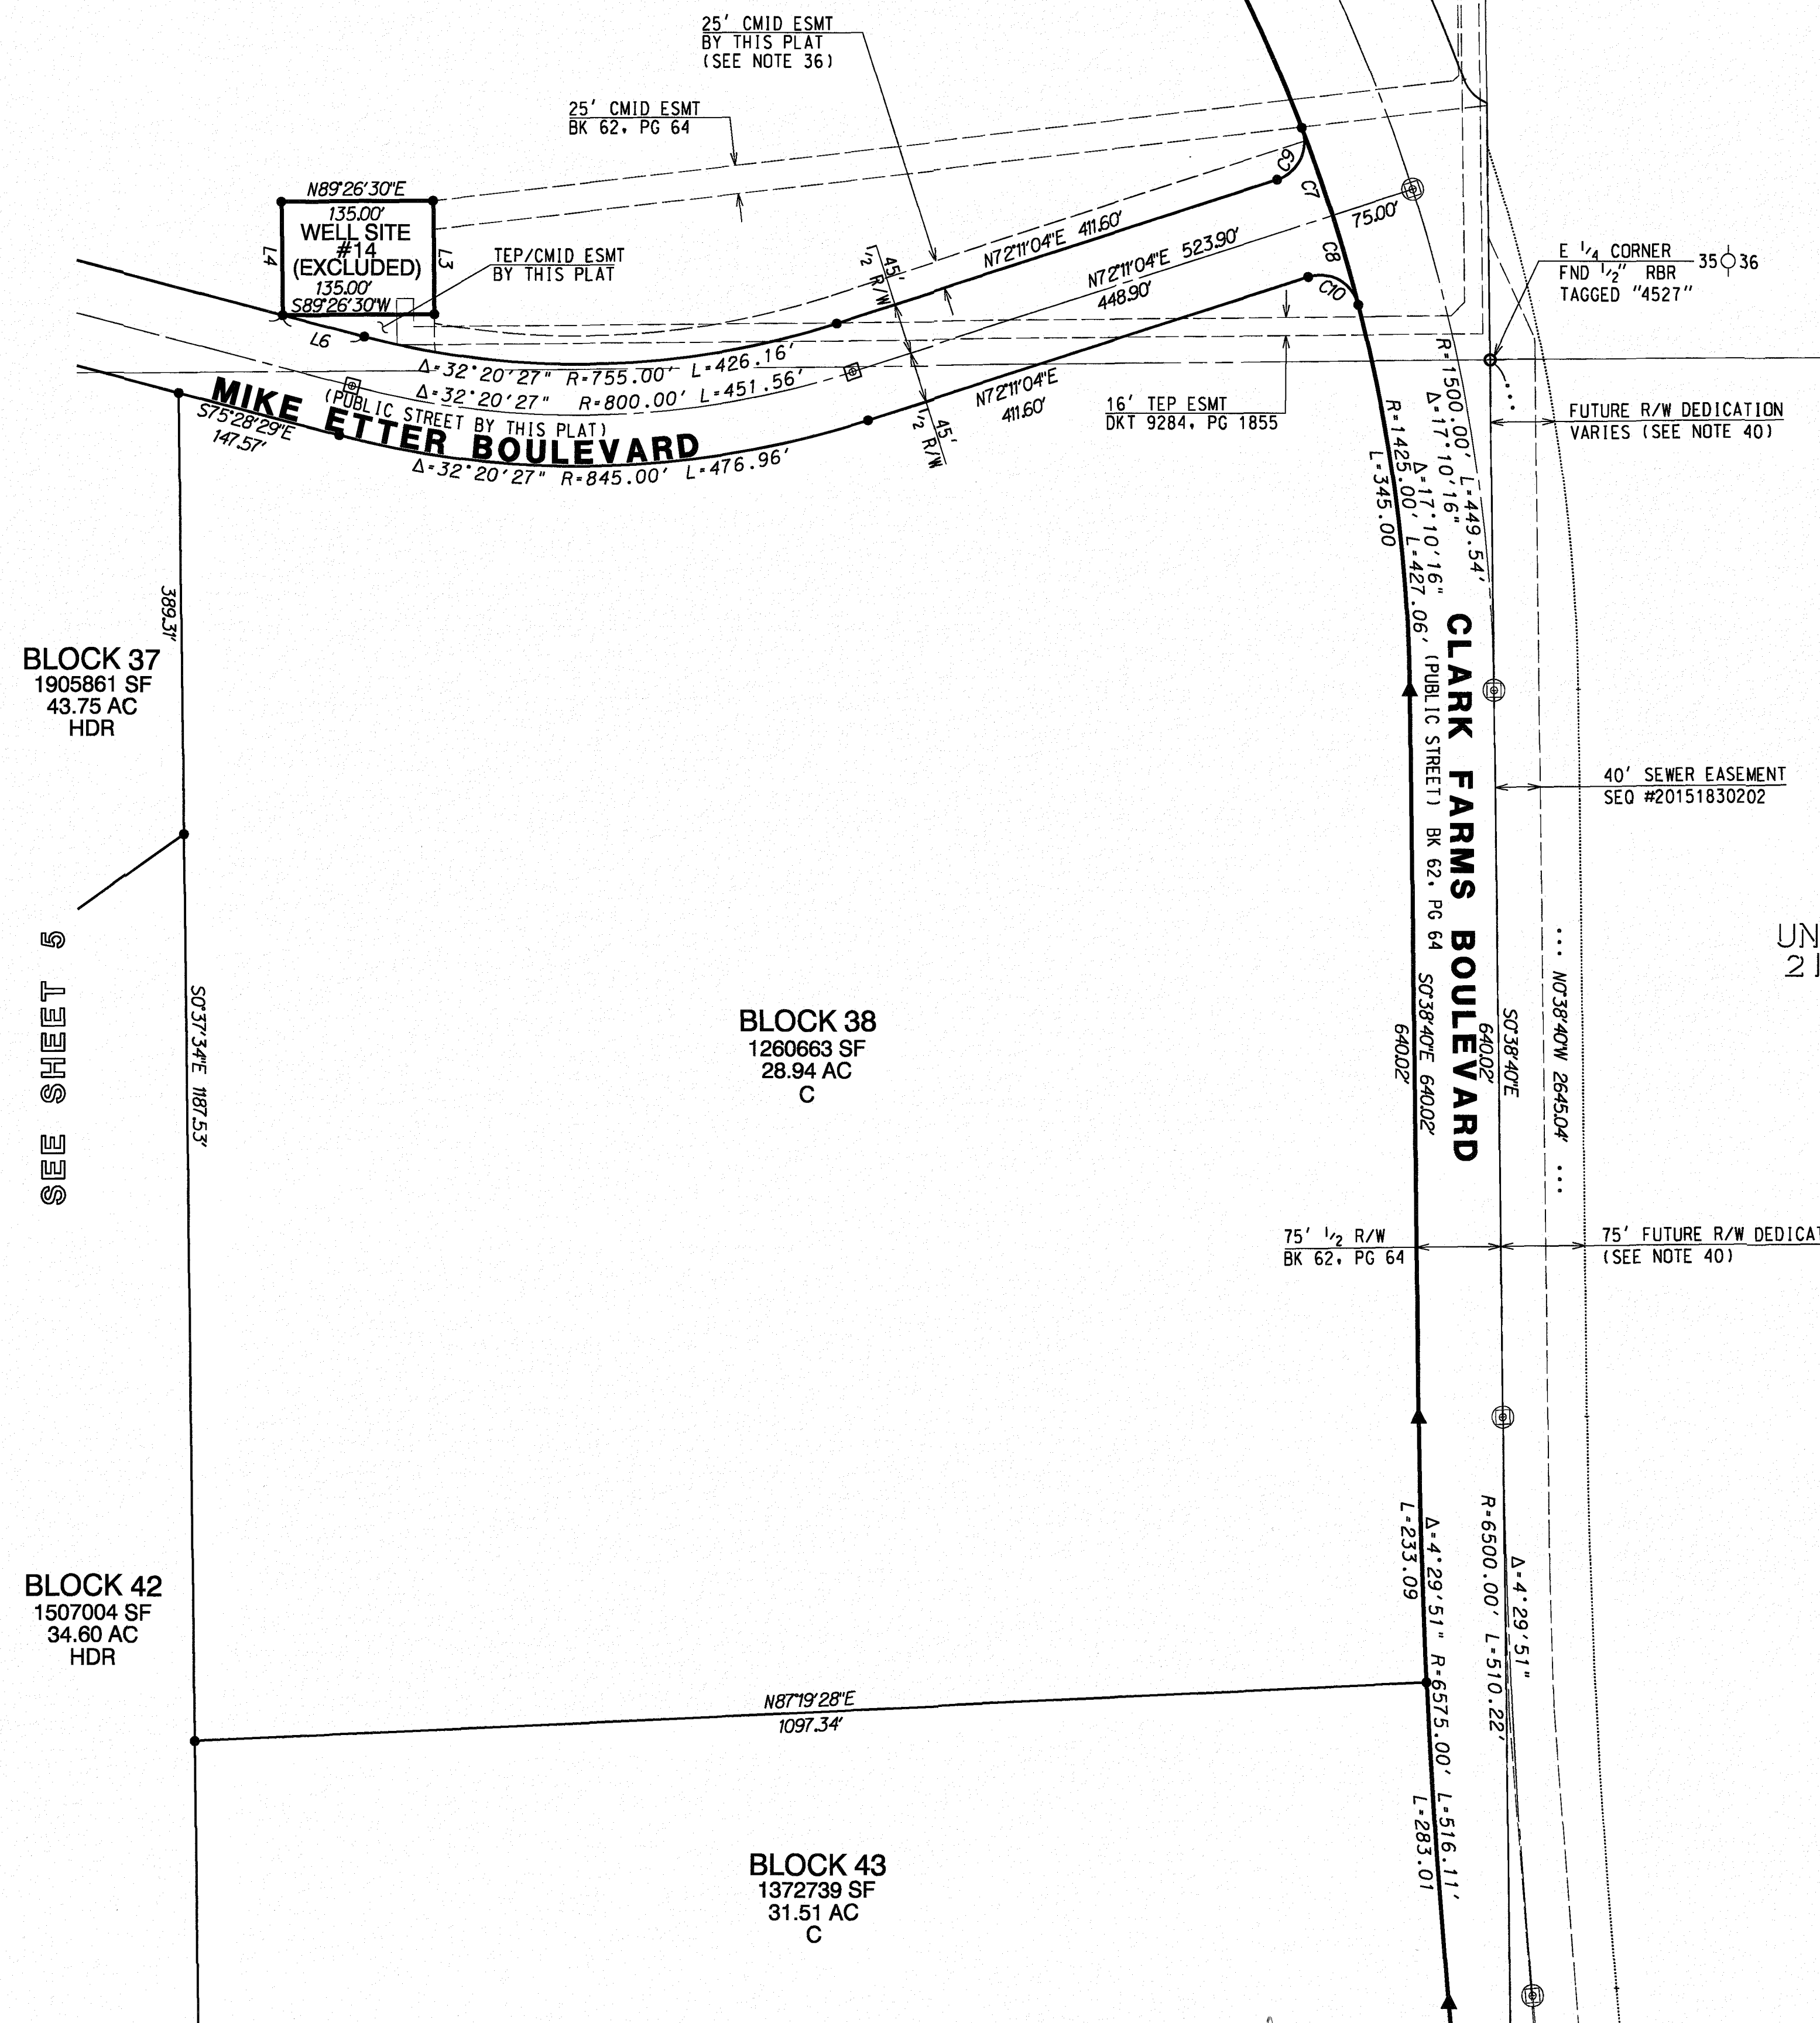 25' CMID ESMT
BY THIS PLAT
(SEE NOTE 36)
25' CMID ESMT
BK 62, PG 64
N89°26'30"E
135.00'
WELL SITE
#14
(EXCLUDED)
135.00'
S89°26'30"W
L4
L3
L6
TEP/CMID ESMT
BY THIS PLAT
45'
1/2 R/W
N72°11'04"E 411.60'
N72°11'04"E 523.90'
448.90'
75.00'
C9
C7
C8
C10
E 1/4 CORNER
FND 1/2" RBR
TAGGED "4527"
35 36
Δ=32°20'27" R=755.00' L=426.16'
Δ=32°20'27" R=800.00' L=451.56'
(PUBLIC STREET BY THIS PLAT)
MIKE ETTER BOULEVARD
Δ=32°20'27" R=845.00' L=476.96'
S75°28'29"E
147.57'
45'
1/2 R/W
N72°11'04"E
411.60'
16' TEP ESMT
DKT 9284, PG 1855
FUTURE R/W DEDICATION
VARIES (SEE NOTE 40)
R=1500.00' L=449.54'
Δ=17°10'16"
Δ=17°10'16"
R=1425.00' L=427.06'
L=345.00
389.31'
BLOCK 37
1905861 SF
43.75 AC
HDR
CLARK FARMS BOULEVARD
(PUBLIC STREET) BK 62, PG 64
40' SEWER EASEMENT
SEQ #20151830202
SEE SHEET 5
S0°37'34"E 1187.53'
BLOCK 38
1260663 SF
28.94 AC
C
S0°38'40"E 640.02'
640.02'
S0°38'40"E
640.02'
... N0°38'40"W 2645.04' ...
UN
21
75' 1/2 R/W
BK 62, PG 64
75' FUTURE R/W DEDICAT
(SEE NOTE 40)
BLOCK 42
1507004 SF
34.60 AC
HDR
L=233.09
Δ=4°29'51" R=6575.00' L=516.11'
R=6500.00' L=510.22'
Δ=4°29'51"
L=283.01
N87°19'28"E
1097.34'
BLOCK 43
1372739 SF
31.51 AC
C